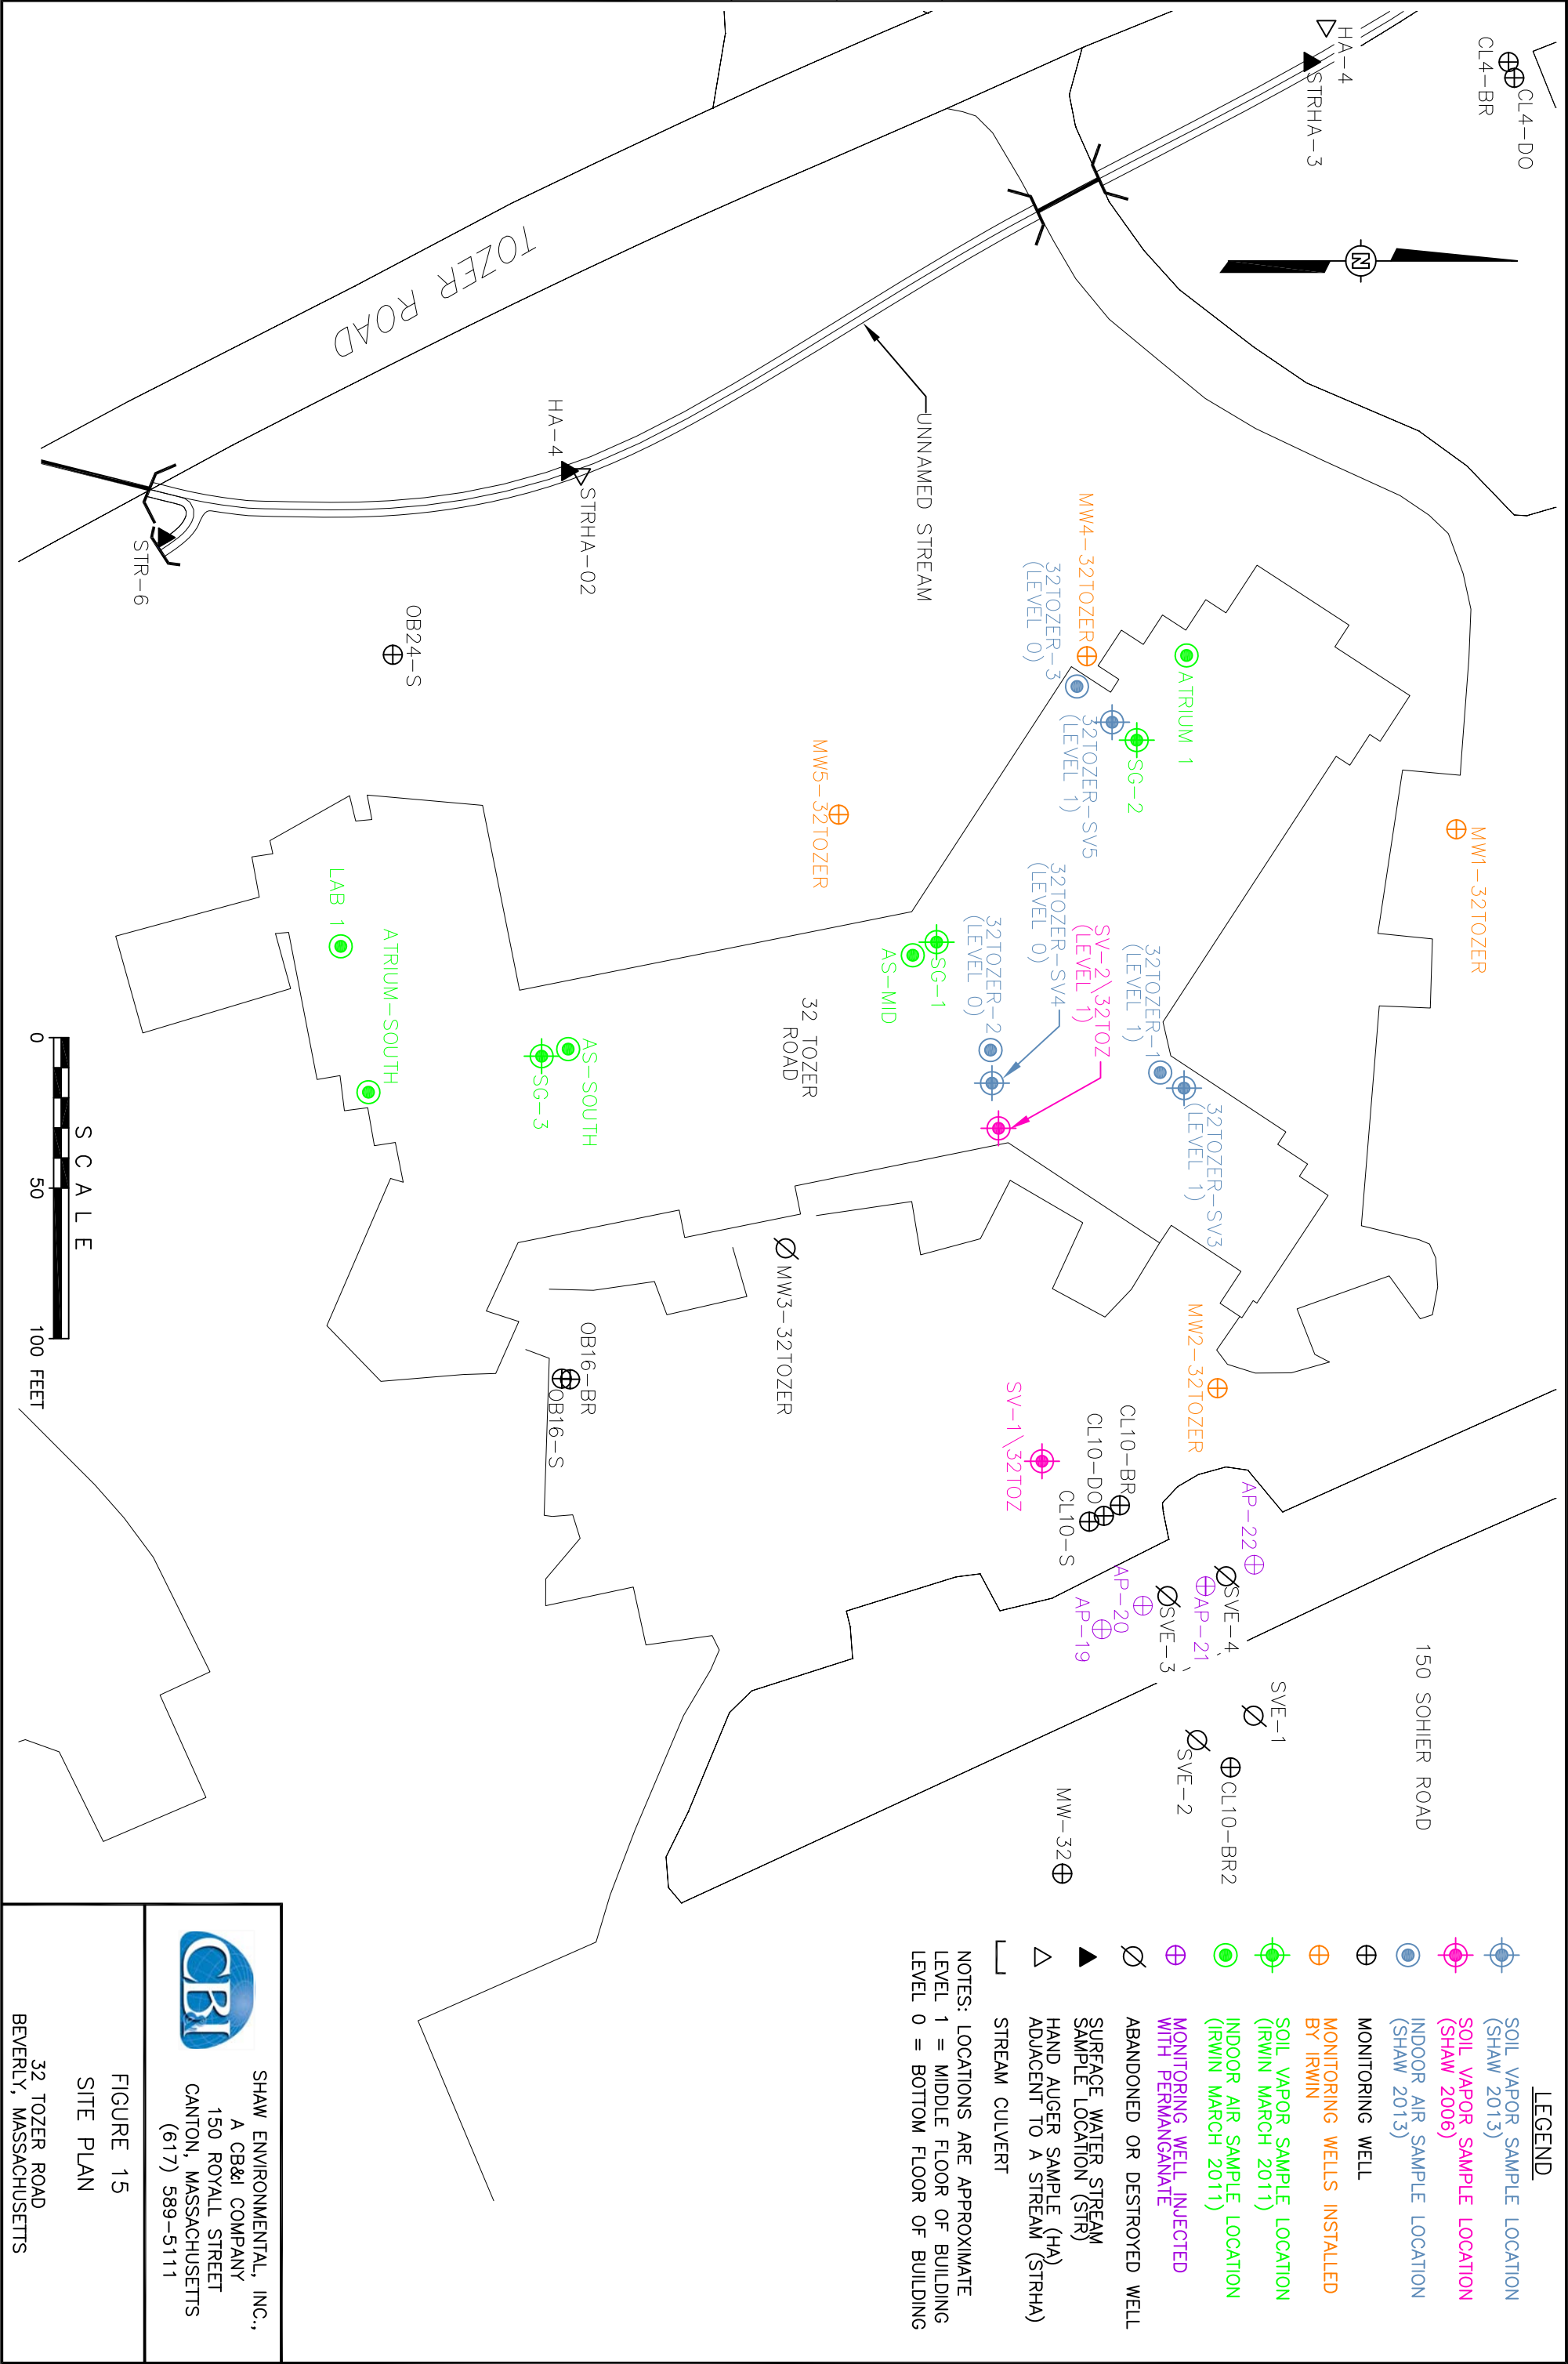 CL4-DO
CL4-BR
HA-4
STRHA-3
N
TOZER ROAD
UNNAMED STREAM
HA-4
STRHA-02
STR-6
OB24-S
MW4-32TOZER
32TOZER-3
(LEVEL 0)
ATRIUM 1
SG-2
32TOZER-SV5
(LEVEL 1)
MW5-32TOZER
MW1-32TOZER
32TOZER-1
(LEVEL 1)
32TOZER-SV3
(LEVEL 1)
SV-2\32TOZ
(LEVEL 1)
32TOZER-SV4
(LEVEL 0)
32TOZER-2
(LEVEL 0)
SG-1
AS-MID
32 TOZER
ROAD
AS-SOUTH
SG-3
ATRIUM-SOUTH
LAB 1
MW3-32TOZER
MW2-32TOZER
OB16-BR
OB16-S
SV-1\32TOZ
CL10-BR
CL10-DO
CL10-S
AP-22
SVE-4
AP-21
SVE-3
AP-20
AP-19
150 SOHIER ROAD
SVE-1
SVE-2
CL10-BR2
MW-32
SCALE
0 50 100 FEET
LEGEND
SOIL VAPOR SAMPLE LOCATION
(SHAW 2013)
SOIL VAPOR SAMPLE LOCATION
(SHAW 2006)
INDOOR AIR SAMPLE LOCATION
(SHAW 2013)
MONITORING WELL
MONITORING WELLS INSTALLED
BY IRWIN
SOIL VAPOR SAMPLE LOCATION
(IRWIN MARCH 2011)
INDOOR AIR SAMPLE LOCATION
(IRWIN MARCH 2011)
MONITORING WELL INJECTED
WITH PERMANGANATE
ABANDONED OR DESTROYED WELL
SURFACE WATER STREAM
SAMPLE LOCATION (STR)
HAND AUGER SAMPLE (HA)
ADJACENT TO A STREAM (STRHA)
STREAM CULVERT
NOTES: LOCATIONS ARE APPROXIMATE
LEVEL 1 = MIDDLE FLOOR OF BUILDING
LEVEL 0 = BOTTOM FLOOR OF BUILDING
CB&I
SHAW ENVIRONMENTAL, INC.,
A CB&I COMPANY
150 ROYALL STREET
CANTON, MASSACHUSETTS
(617) 589-5111
FIGURE 15
SITE PLAN
32 TOZER ROAD
BEVERLY, MASSACHUSETTS